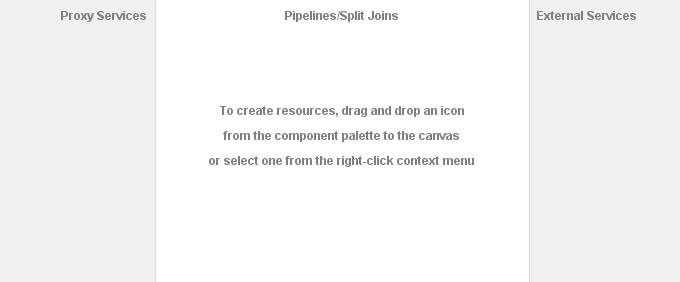 Proxy Services
Pipelines/Split Joins
External Services
To create resources, drag and drop an icon
from the component palette to the canvas
or select one from the right-click context menu